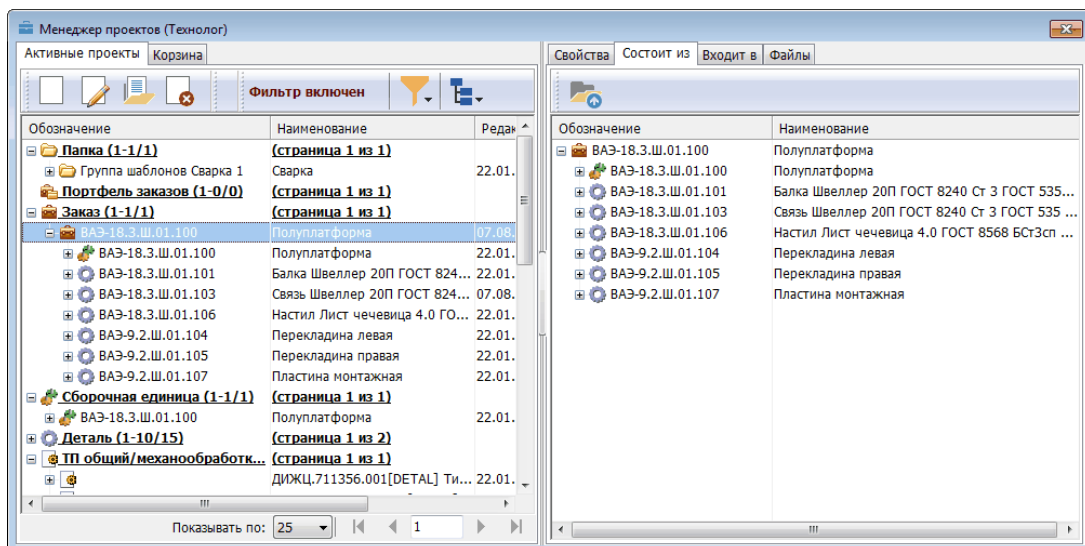 Менеджер проектов (Технолог)
Активные проекты Корзина
Фильтр включен
Обозначение Наименование Редак
Папка (1-1/1) (страница 1 из 1)
Группа шаблонов Сварка 1 Сварка 22.01.
Портфель заказов (1-0/0) (страница 1 из 1)
Заказ (1-1/1) (страница 1 из 1)
ВАЭ-18.3.Ш.01.100 Полуплатформа 07.08.
ВАЭ-18.3.Ш.01.100 Полуплатформа 22.01.
ВАЭ-18.3.Ш.01.101 Балка Швеллер 20П ГОСТ 824... 22.01.
ВАЭ-18.3.Ш.01.103 Связь Швеллер 20П ГОСТ 824... 07.08.
ВАЭ-18.3.Ш.01.106 Настил Лист чечевица 4.0 ГО... 22.01.
ВАЭ-9.2.Ш.01.104 Перекладина левая 22.01.
ВАЭ-9.2.Ш.01.105 Перекладина правая 22.01.
ВАЭ-9.2.Ш.01.107 Пластина монтажная 22.01.
Сборочная единица (1-1/1) (страница 1 из 1)
ВАЭ-18.3.Ш.01.100 Полуплатформа 22.01.
Деталь (1-10/15) (страница 1 из 2)
ТП общий/механообработк... (страница 1 из 1)
ДИЖЦ.711356.001[DETAL] Ти... 22.01.
Показывать по: 25 1
Свойства Состоит из Входит в Файлы
Обозначение Наименование
ВАЭ-18.3.Ш.01.100 Полуплатформа
ВАЭ-18.3.Ш.01.100 Полуплатформа
ВАЭ-18.3.Ш.01.101 Балка Швеллер 20П ГОСТ 8240 Ст 3 ГОСТ 535...
ВАЭ-18.3.Ш.01.103 Связь Швеллер 20П ГОСТ 8240 Ст 3 ГОСТ 535 ...
ВАЭ-18.3.Ш.01.106 Настил Лист чечевица 4.0 ГОСТ 8568 БСт3сп ...
ВАЭ-9.2.Ш.01.104 Перекладина левая
ВАЭ-9.2.Ш.01.105 Перекладина правая
ВАЭ-9.2.Ш.01.107 Пластина монтажная